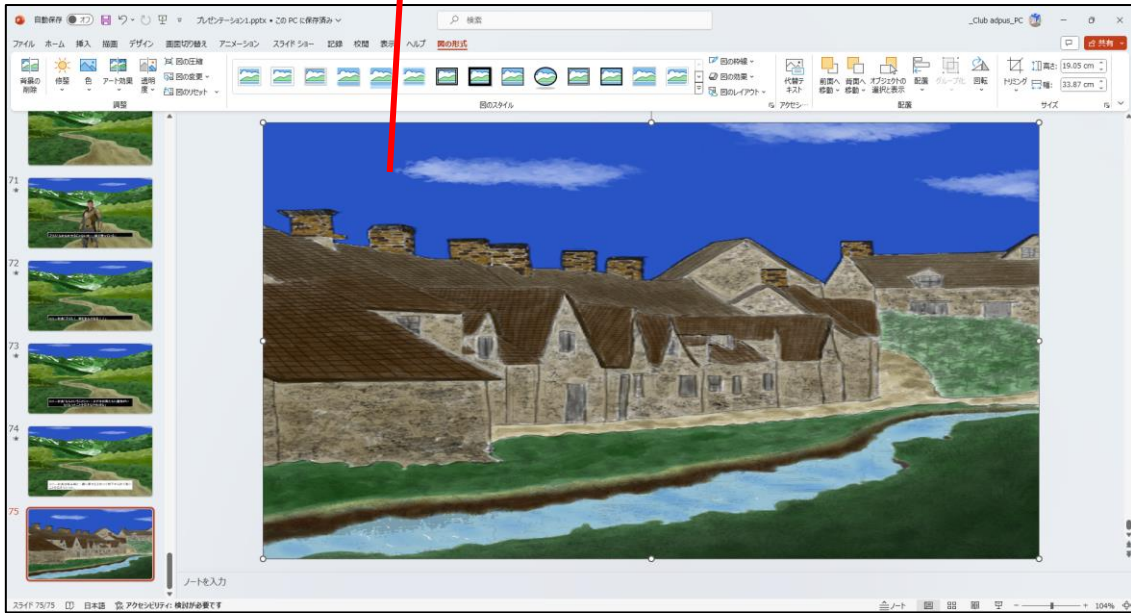 自動保存 オフ プレゼンテーション1.pptx • この PC に保存済み 検索 _Club adpus_PC
ファイル ホーム 挿入 描画 デザイン 画面切り替え アニメーション スライド ショー 記録 校閲 表示 ヘルプ 図の形式 共有
背景の削除 修整 色 アート効果 透明度 図の圧縮 図の変更 図のリセット
図の枠線 図の効果 図のレイアウト 代替テキスト 前面へ移動 背面へ移動 オブジェクトの選択と表示 配置 グループ化 回転 トリミング 高さ: 19.05 cm 幅: 33.87 cm
調整 図のスタイル アクセシ… 配置 サイズ
71
72
73
74
75
ノートを入力
スライド 75/75 日本語 アクセシビリティ: 検討が必要です ノート 104%